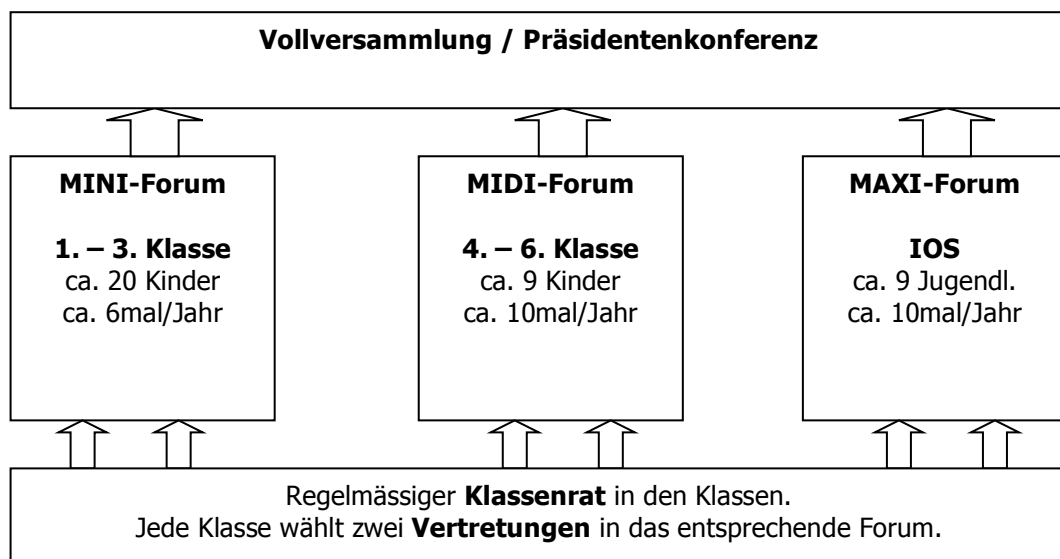 Vollversammlung / Präsidentenkonferenz
MINI-Forum
1. – 3. Klasse
ca. 20 Kinder
ca. 6mal/Jahr
MIDI-Forum
4. – 6. Klasse
ca. 9 Kinder
ca. 10mal/Jahr
MAXI-Forum
IOS
ca. 9 Jugendl.
ca. 10mal/Jahr
Regelmässiger Klassenrat in den Klassen.
Jede Klasse wählt zwei Vertretungen in das entsprechende Forum.